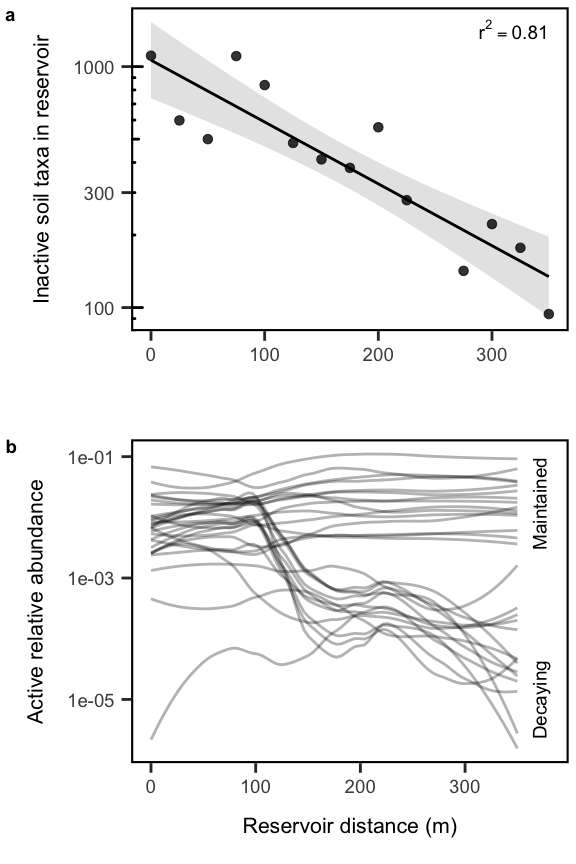 a
r² = 0.81
Inactive soil taxa in reservoir
1000
300
100
0 100 200 300
b
Active relative abundance
1e-01
1e-03
1e-05
Maintained
Decaying
0 100 200 300
Reservoir distance (m)